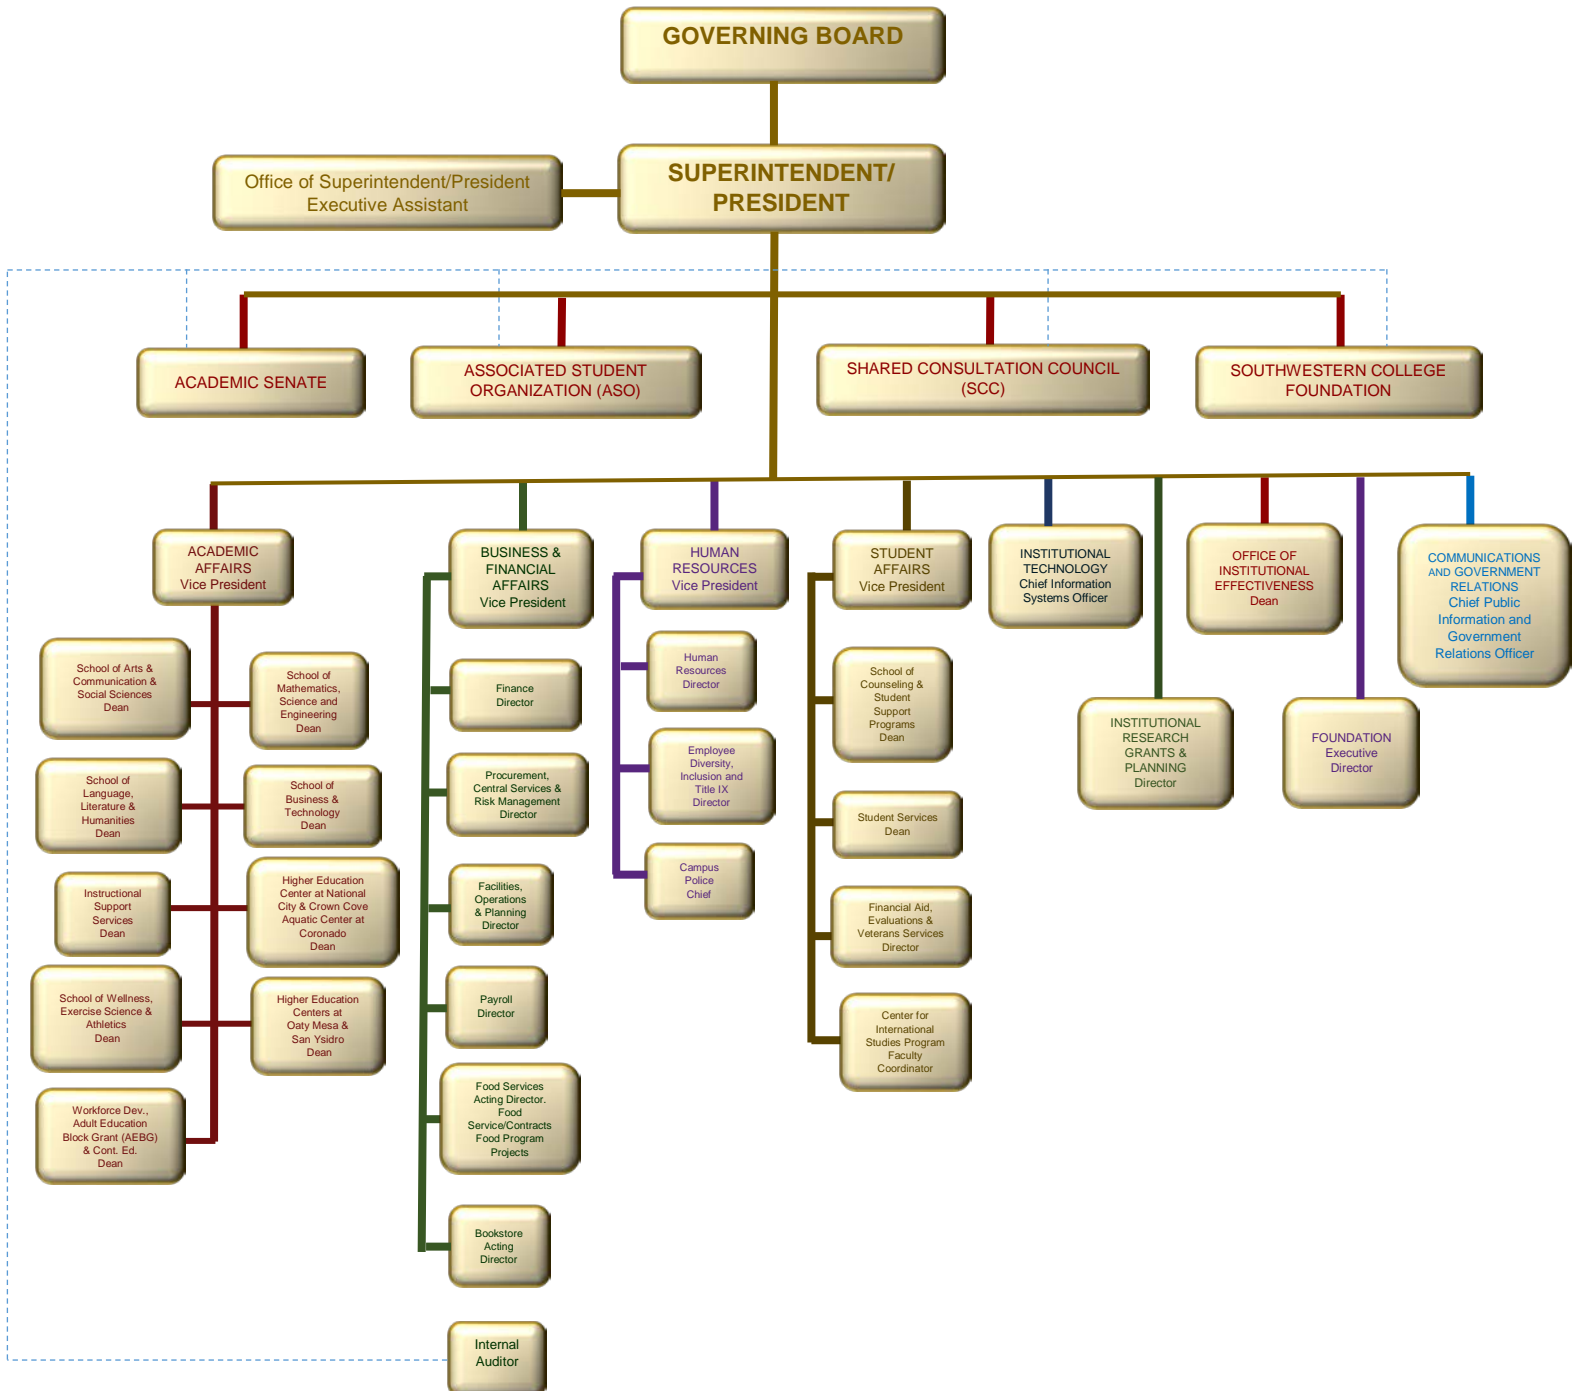 GOVERNING BOARD
SUPERINTENDENT/
PRESIDENT
Office of Superintendent/President
Executive Assistant
ACADEMIC SENATE
ASSOCIATED STUDENT
ORGANIZATION (ASO)
SHARED CONSULTATION COUNCIL
(SCC)
SOUTHWESTERN COLLEGE
FOUNDATION
ACADEMIC
AFFAIRS
Vice President
School of Arts &
Communication &
Social Sciences
Dean
School of
Mathematics,
Science and
Engineering
Dean
School of
Language,
Literature &
Humanities
Dean
School of
Business &
Technology
Dean
Instructional
Support
Services
Dean
Higher Education
Center at National
City & Crown Cove
Aquatic Center at
Coronado
Dean
School of Wellness,
Exercise Science &
Athletics
Dean
Higher Education
Centers at
Oaty Mesa &
San Ysidro
Dean
Workforce Dev.,
Adult Education
Block Grant (AEBG)
& Cont. Ed.
Dean
BUSINESS &
FINANCIAL
AFFAIRS
Vice President
Finance
Director
Procurement,
Central Services &
Risk Management
Director
Facilities,
Operations
& Planning
Director
Payroll
Director
Food Services
Acting Director.
Food
Service/Contracts
Food Program
Projects
Bookstore
Acting
Director
Internal
Auditor
HUMAN
RESOURCES
Vice President
Human
Resources
Director
Employee
Diversity,
Inclusion and
Title IX
Director
Campus
Police
Chief
STUDENT
AFFAIRS
Vice President
School of
Counseling &
Student
Support
Programs
Dean
Student Services
Dean
Financial Aid,
Evaluations &
Veterans Services
Director
Center for
International
Studies Program
Faculty
Coordinator
INSTITUTIONAL
TECHNOLOGY
Chief Information
Systems Officer
INSTITUTIONAL
RESEARCH
GRANTS &
PLANNING
Director
OFFICE OF
INSTITUTIONAL
EFFECTIVENESS
Dean
FOUNDATION
Executive
Director
COMMUNICATIONS
AND GOVERNMENT
RELATIONS
Chief Public
Information and
Government
Relations Officer